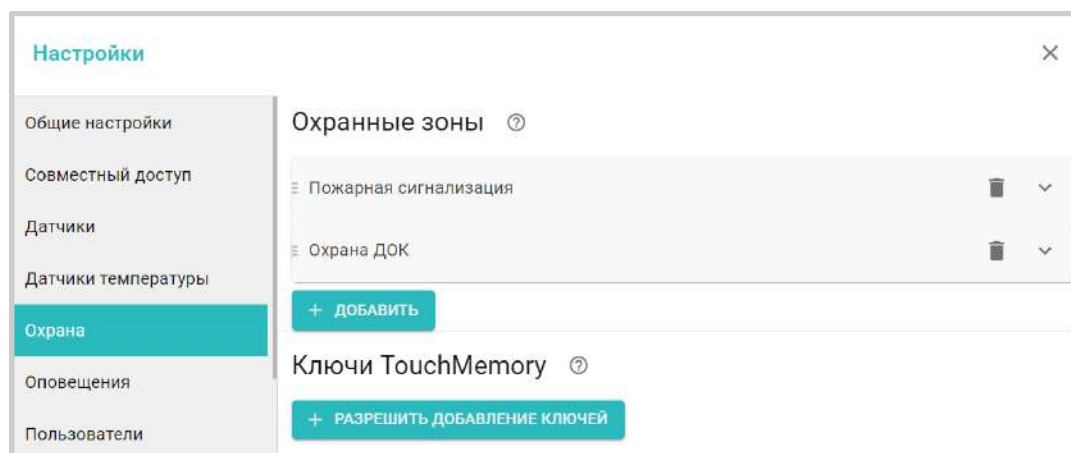 Настройки
Общие настройки
Совместный доступ
Датчики
Датчики температуры
Охрана
Оповещения
Пользователи
Охранные зоны
Пожарная сигнализация
Охрана ДОК
+ ДОБАВИТЬ
Ключи TouchMemory
+ РАЗРЕШИТЬ ДОБАВЛЕНИЕ КЛЮЧЕЙ